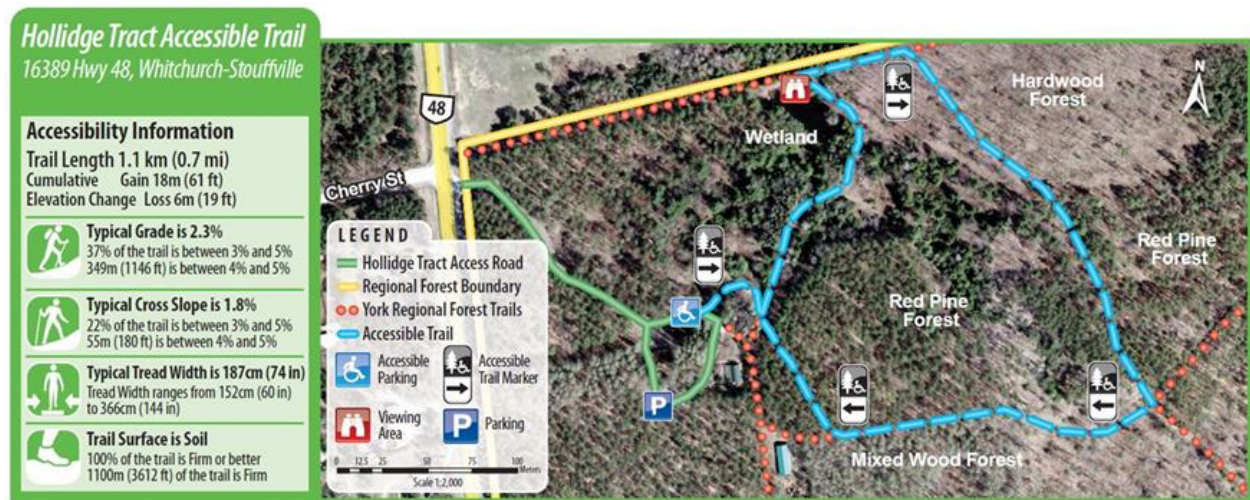 Hollidge Tract Accessible Trail
16389 Hwy 48, Whitchurch-Stouffville
Accessibility Information
Trail Length 1.1 km (0.7 mi)
Cumulative Gain 18m (61 ft)
Elevation Change Loss 6m (19 ft)
Typical Grade is 2.3%
37% of the trail is between 3% and 5%
349m (1146 ft) is between 4% and 5%
Typical Cross Slope is 1.8%
22% of the trail is between 3% and 5%
55m (180 ft) is between 4% and 5%
Typical Tread Width is 187cm (74 in)
Tread Width ranges from 152cm (60 in)
to 366cm (144 in)
Trail Surface is Soil
100% of the trail is Firm or better
1100m (3612 ft) of the trail is Firm
48
Cherry St
LEGEND
Hollidge Tract Access Road
Regional Forest Boundary
York Regional Forest Trails
Accessible Trail
Accessible
Parking
Accessible
Trail Marker
Viewing
Area
P
Parking
0 12.5 25 50 75 100
Meters
Scale 1:2,000
Wetland
Hardwood
Forest
N
Red Pine
Forest
Red Pine
Forest
P
Mixed Wood Forest